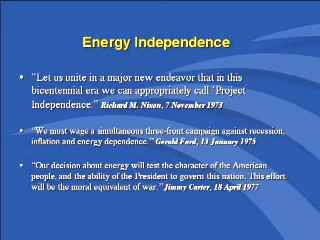 Energy Independence
• "Let us unite in a major new endeavor that in this
bicentennial era we can appropriately call 'Project
Independence." Richard M. Nixon, 7 November 1973
• "We must wage a simultaneous three-front campaign against recession,
inflation and energy dependence." Gerald Ford, 13 January 1975
• "Our decision about energy will test the character of the American
people, and the ability of the President to govern this nation. This effort
will be the moral equivalent of war." Jimmy Carter, 18 April 1977